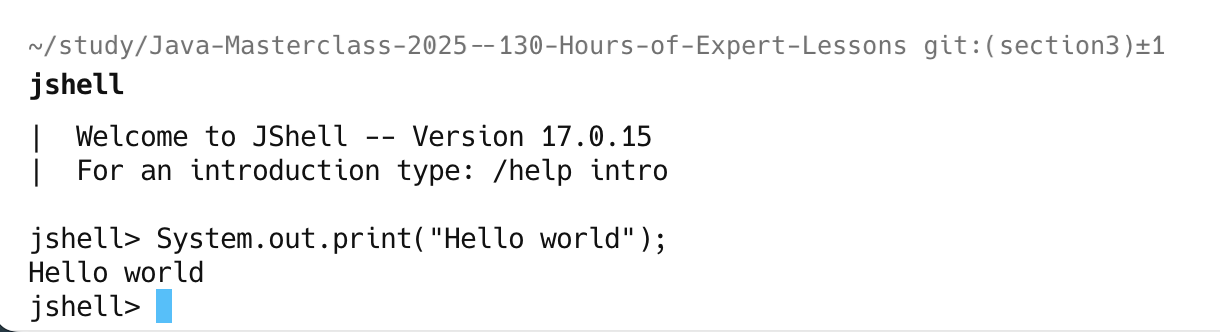 ~/study/Java-Masterclass-2025--130-Hours-of-Expert-Lessons git:(section3)±1
jshell
|  Welcome to JShell -- Version 17.0.15
|  For an introduction type: /help intro
jshell> System.out.print("Hello world");
Hello world
jshell>